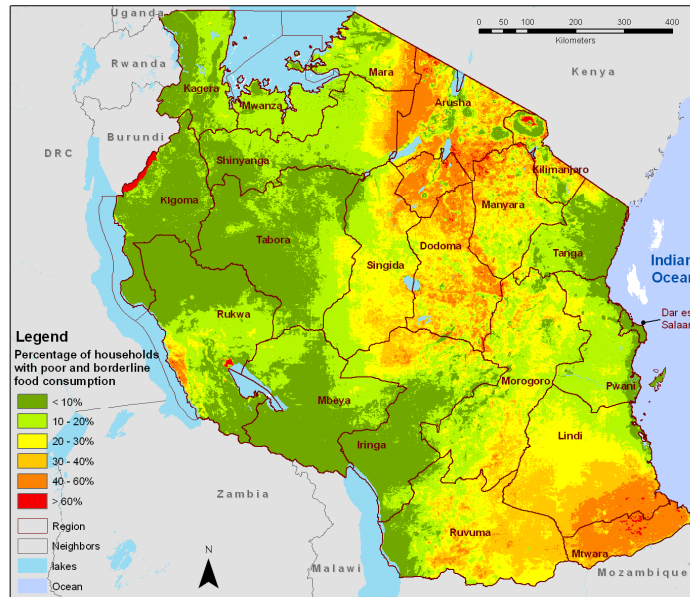 Uganda
0 50 100 200 300 400
Kilometers
Rwanda
Kenya
Mara
Kagera
Arusha
Mwanza
Burundi
DRC
Shinyanga
Kilimanjaro
KIgoma
Manyara
Tabora
Dodoma
Tanga
Singida
Indian
Ocean
Rukwa
Dar es
Salaam
Legend
Percentage of households
with poor and borderline
food consumption
< 10%
10 - 20%
20 - 30%
30 - 40%
40 - 60%
> 60%
Region
Neighbors
lakes
Ocean
Morogoro
Pwani
Mbeya
Iringa
Lindi
Zambia
Ruvuma
N
Mtwara
Malawi
Mozambique